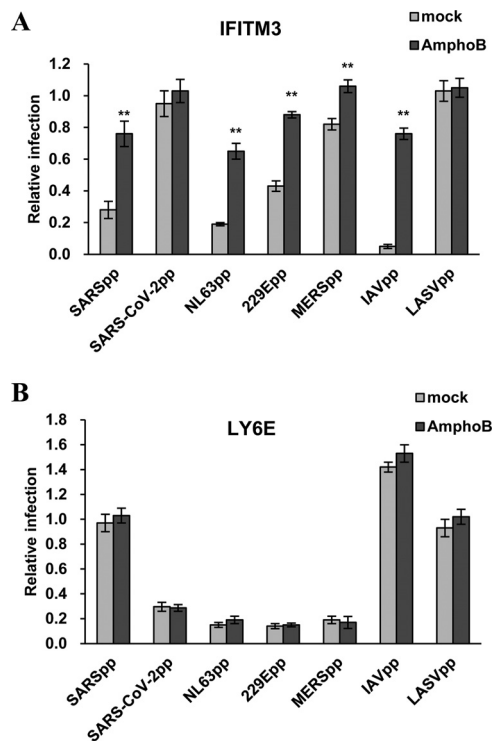 A
IFITM3
mock
AmphoB
Relative infection
1.2
1.0
0.8
0.6
0.4
0.2
0.0
**
**
**
**
**
SARSpp
SARS-CoV-2pp
NL63pp
229Epp
MERSpp
IAVpp
LASVpp
B
LY6E
mock
AmphoB
Relative infection
1.8
1.6
1.4
1.2
1.0
0.8
0.6
0.4
0.2
0.0
SARSpp
SARS-CoV-2pp
NL63pp
229Epp
MERSpp
IAVpp
LASVpp